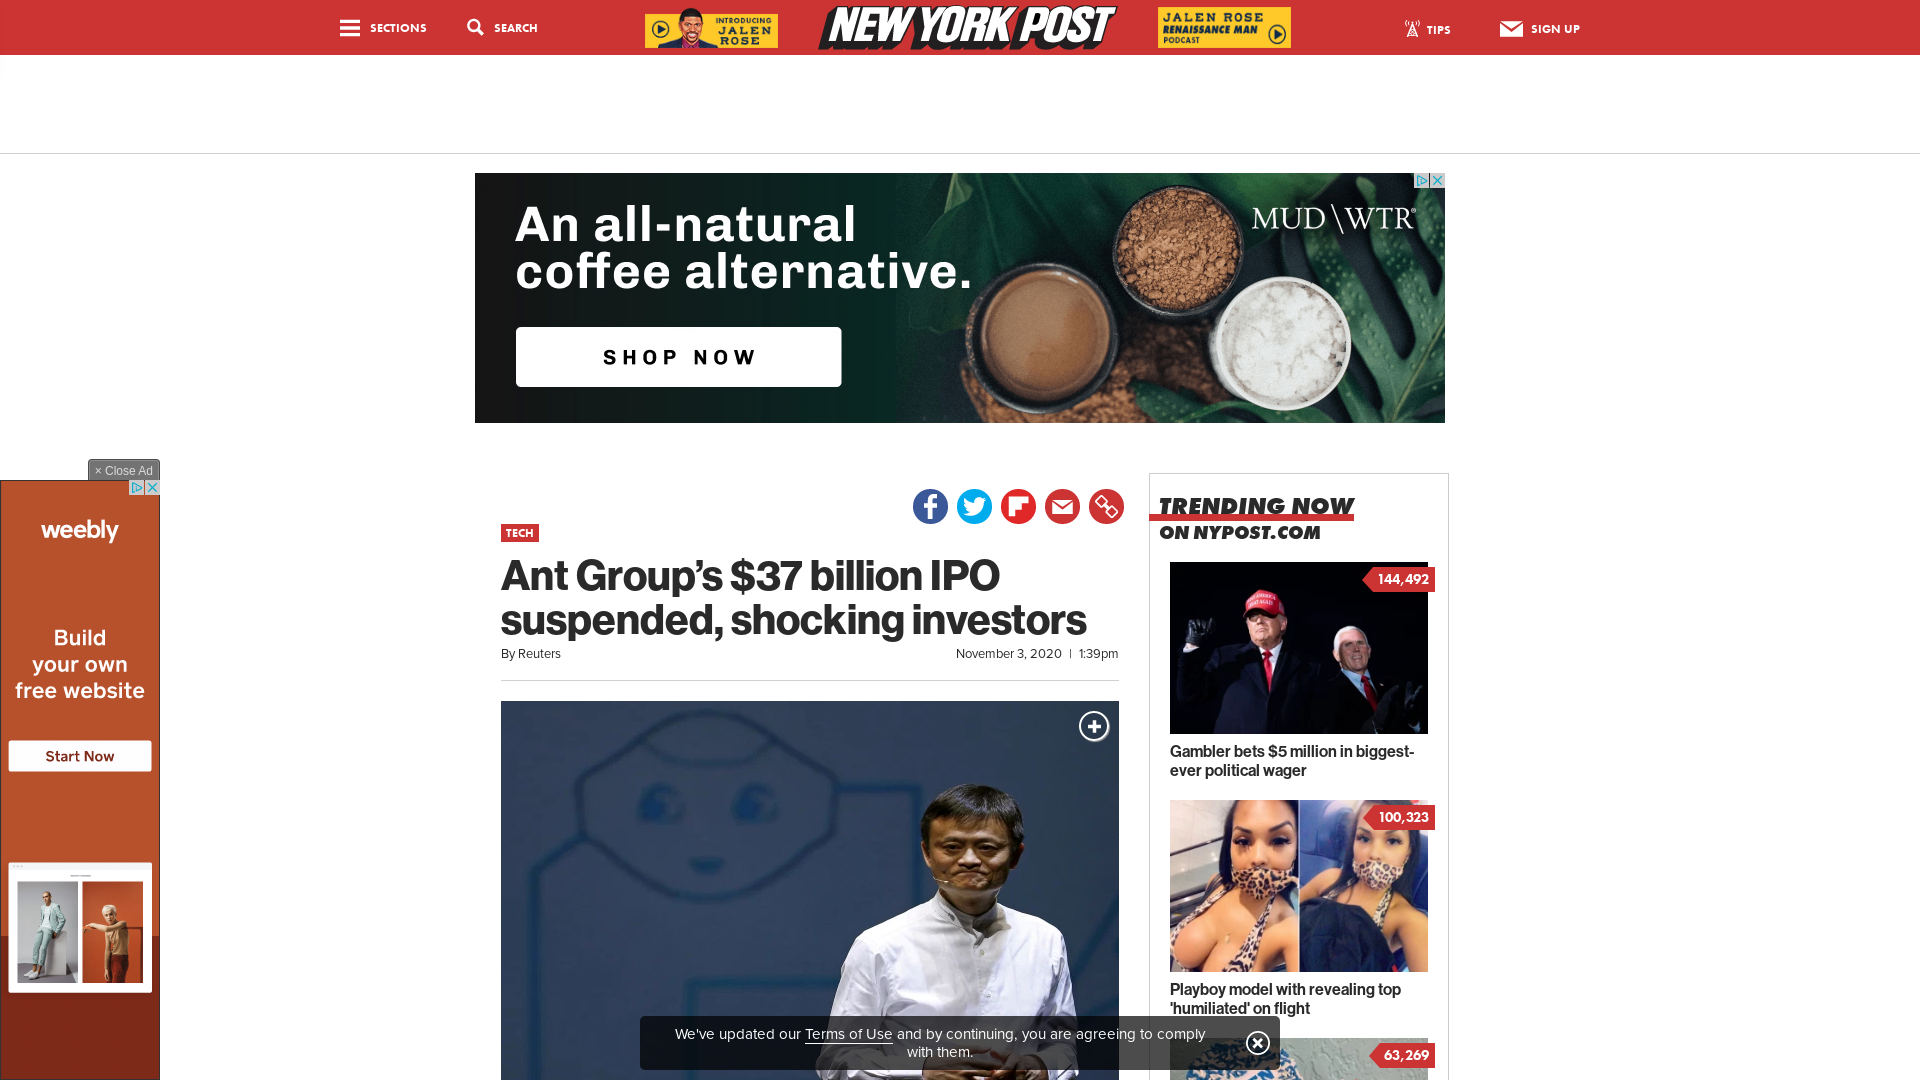 SECTIONS
SEARCH
INTRODUCING
JALEN
ROSE
NEW YORK POST
JALEN ROSE
RENAISSANCE MAN
PODCAST
TIPS
SIGN UP
An all-natural
coffee alternative.
MUD\WTR®
SHOP NOW
× Close Ad
weebly
Build
your own
free website
Start Now
TECH
Ant Group’s $37 billion IPO
suspended, shocking investors
By Reuters
November 3, 2020 | 1:39pm
TRENDING NOW
ON NYPOST.COM
144,492
Gambler bets $5 million in biggest-
ever political wager
100,323
Playboy model with revealing top
'humiliated' on flight
63,269
We've updated our Terms of Use and by continuing, you are agreeing to comply
with them.